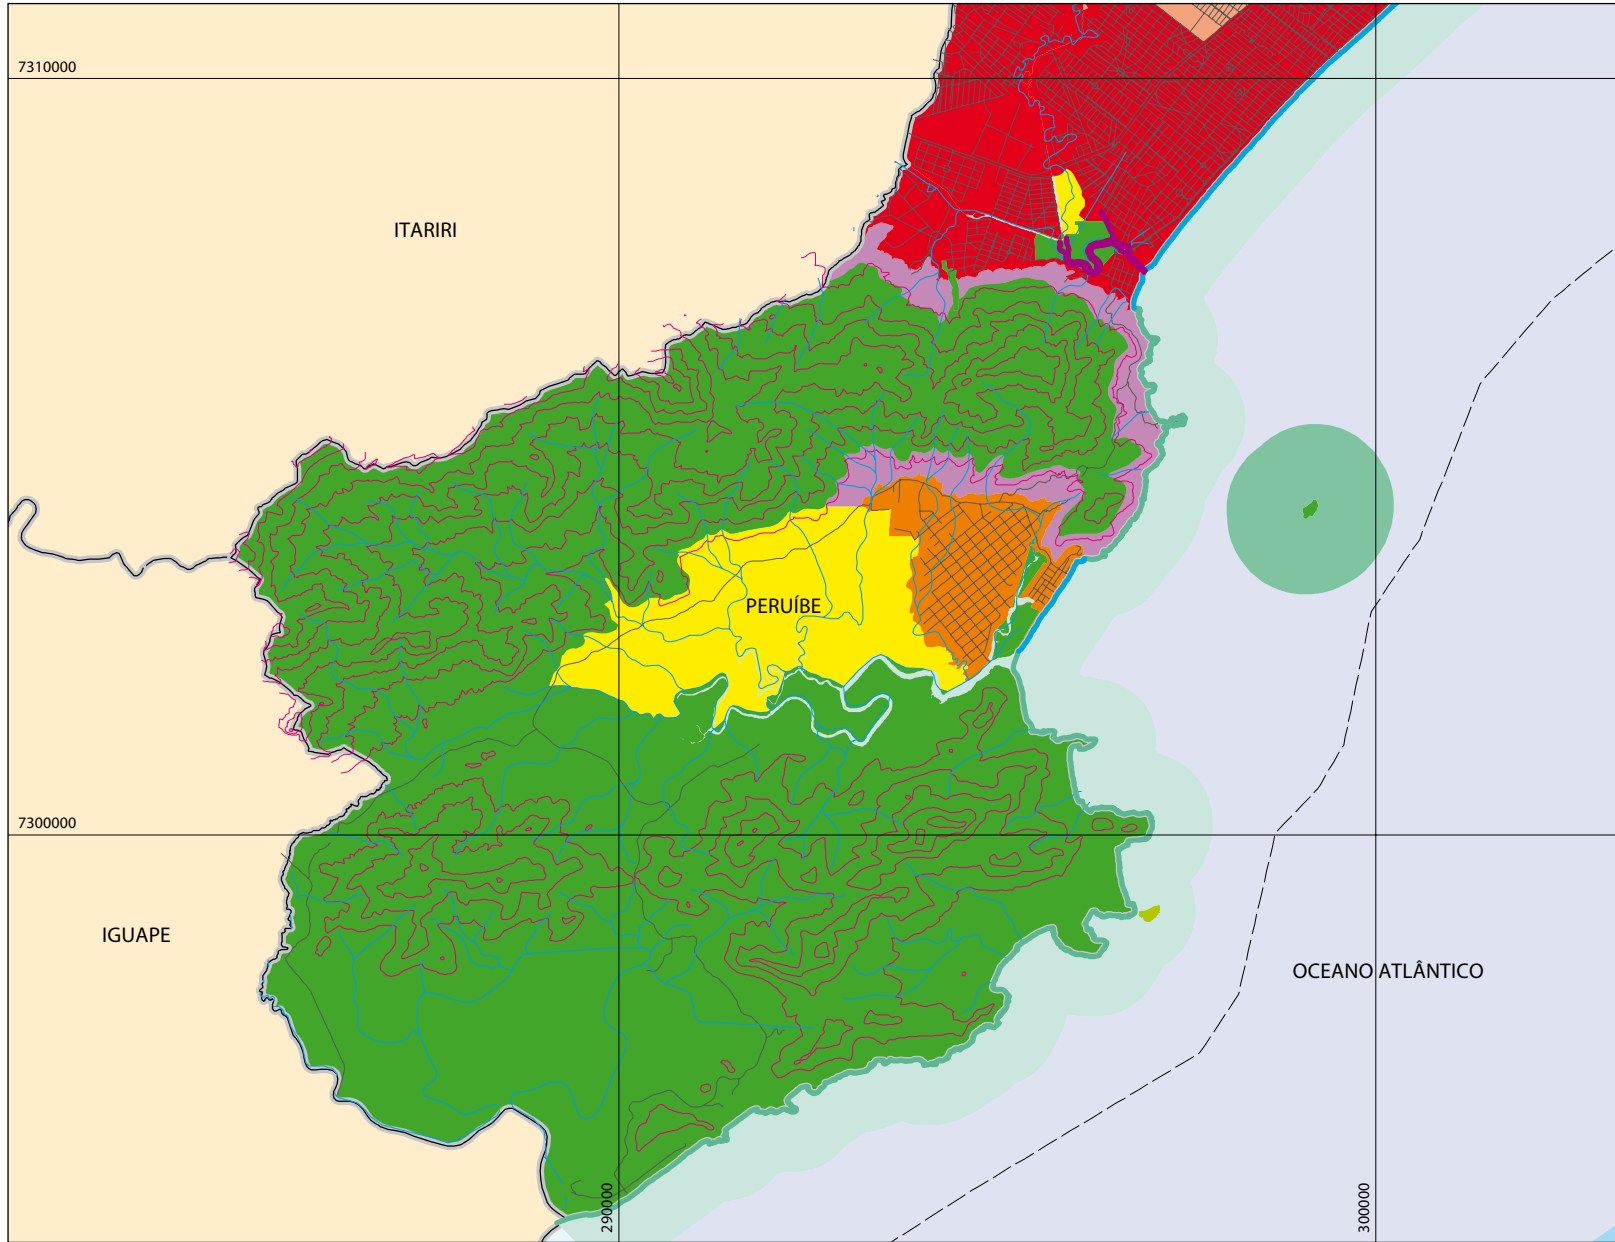 7310000
ITARIRI
PERUÍBE
7300000
IGUAPE
OCEANO ATLÂNTICO
290000
300000